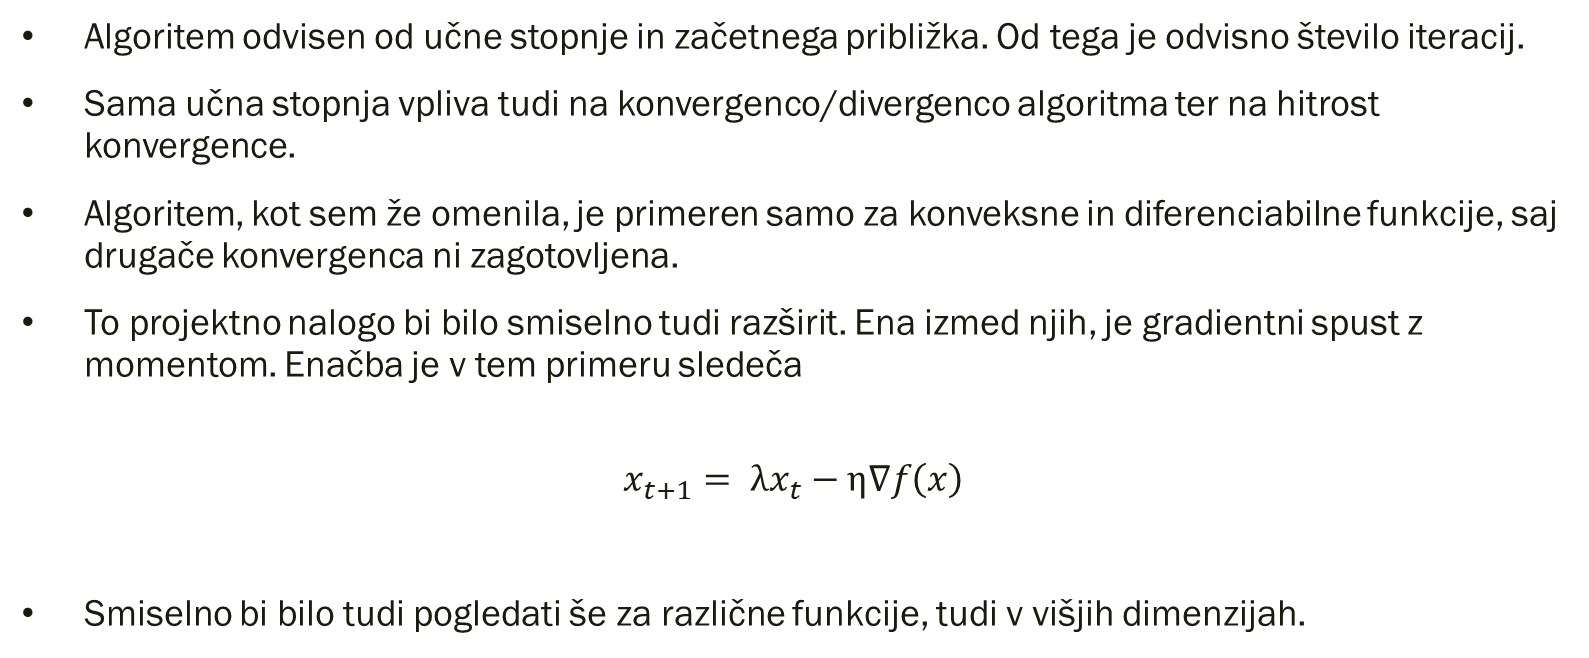 • Algoritem odvisen od učne stopnje in začetnega približka. Od tega je odvisno število iteracij.
• Sama učna stopnja vpliva tudi na konvergenco/divergenco algoritma ter na hitrost
konvergence.
• Algoritem, kot sem že omenila, je primeren samo za konveksne in diferenciabilne funkcije, saj
drugače konvergenca ni zagotovljena.
• To projektno nalogo bi bilo smiselno tudi razširit. Ena izmed njih, je gradientni spust z
momentom. Enačba je v tem primeru sledeča
xₜ₊₁ = λxₜ − η∇f(x)
• Smiselno bi bilo tudi pogledati še za različne funkcije, tudi v višjih dimenzijah.